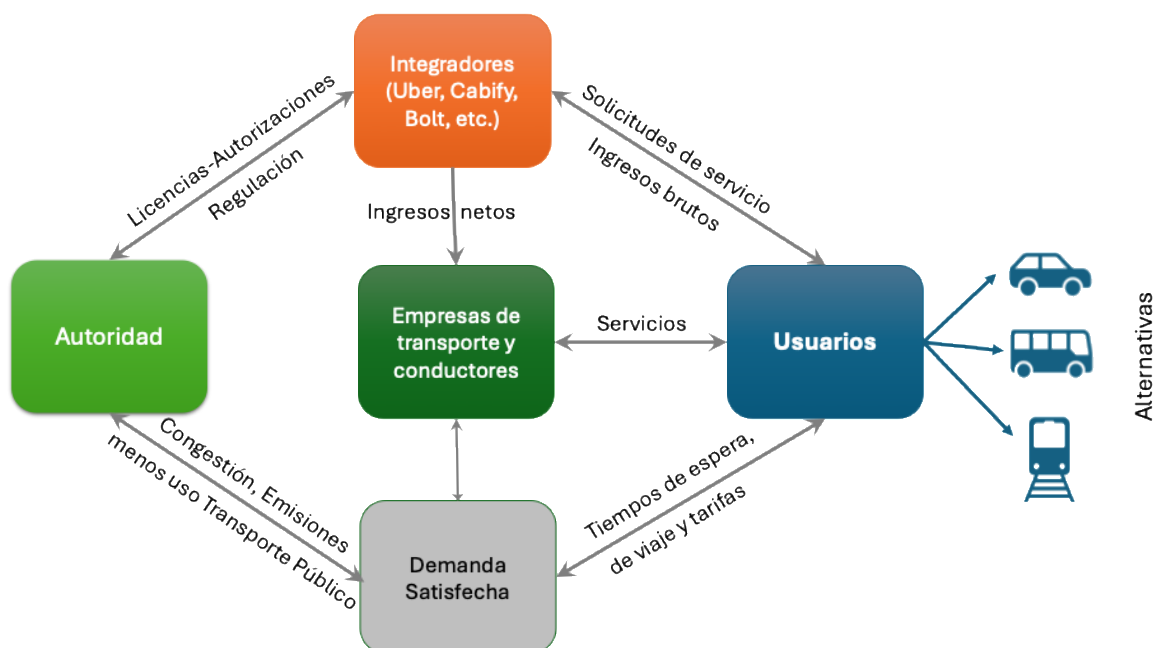 Integradores
(Uber, Cabify,
Bolt, etc.)
Licencias-Autorizaciones
Regulación
Solicitudes de servicio
Ingresos brutos
Ingresos netos
Autoridad
Empresas de
transporte y
conductores
Servicios
Usuarios
Alternativas
Congestión, Emisiones
menos uso Transporte Público
Tiempos de espera,
de viaje y tarifas
Demanda
Satisfecha